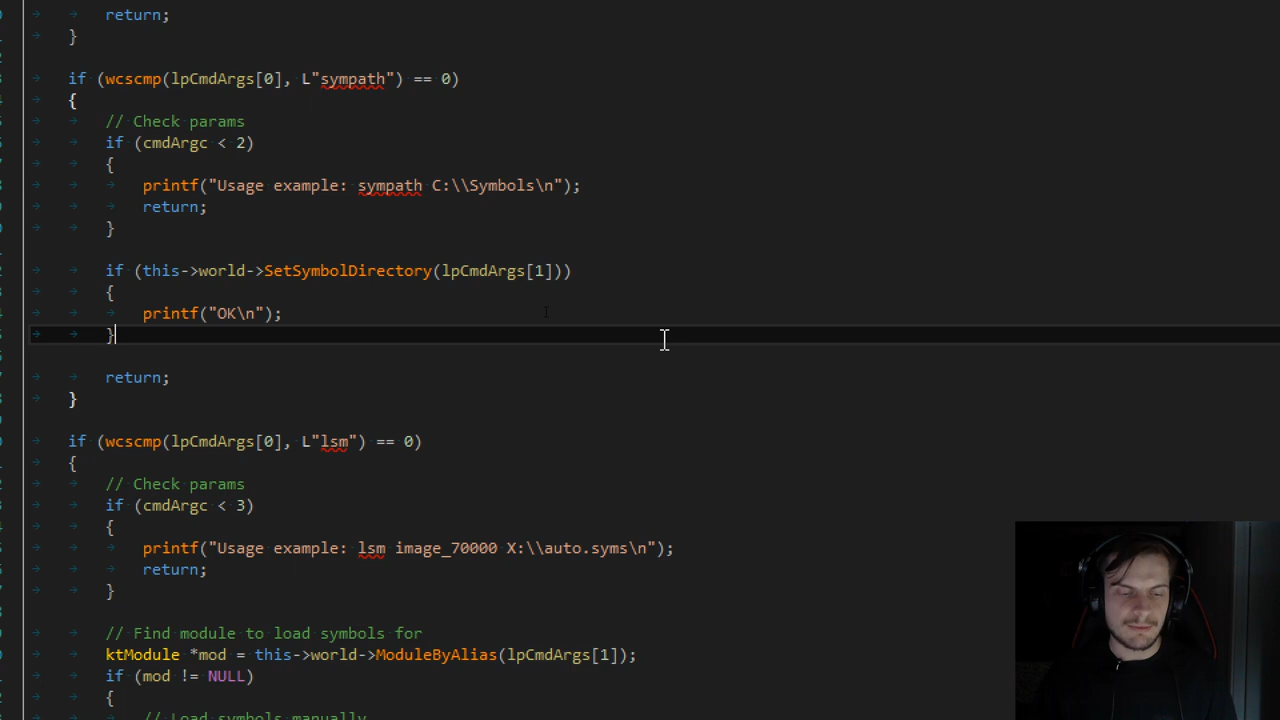 return;
}
if (wcscmp(lpCmdArgs[0], L"sympath") == 0)
{
// Check params
if (cmdArgc < 2)
{
printf("Usage example: sympath C:\\Symbols\n");
return;
}
if (this->world->SetSymbolDirectory(lpCmdArgs[1]))
{
printf("OK\n");
}
return;
}
if (wcscmp(lpCmdArgs[0], L"lsm") == 0)
{
// Check params
if (cmdArgc < 3)
{
printf("Usage example: lsm image_70000 X:\\auto.syms\n");
return;
}
// Find module to load symbols for
ktModule *mod = this->world->ModuleByAlias(lpCmdArgs[1]);
if (mod != NULL)
{
// Load symbols manually